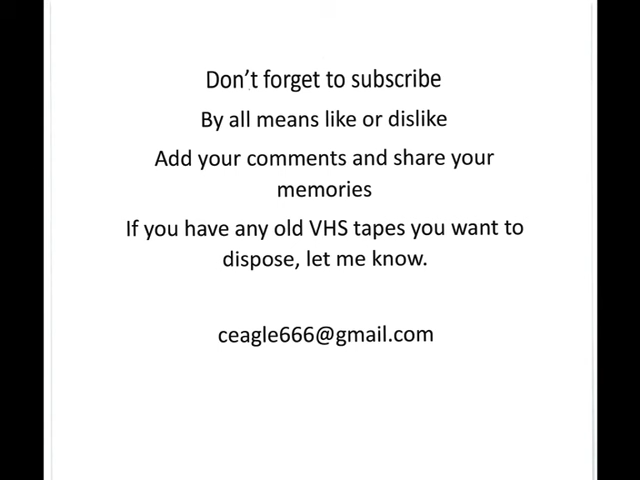 Don't forget to subscribe
By all means like or dislike
Add your comments and share your
memories
If you have any old VHS tapes you want to
dispose, let me know.
ceagle666@gmail.com